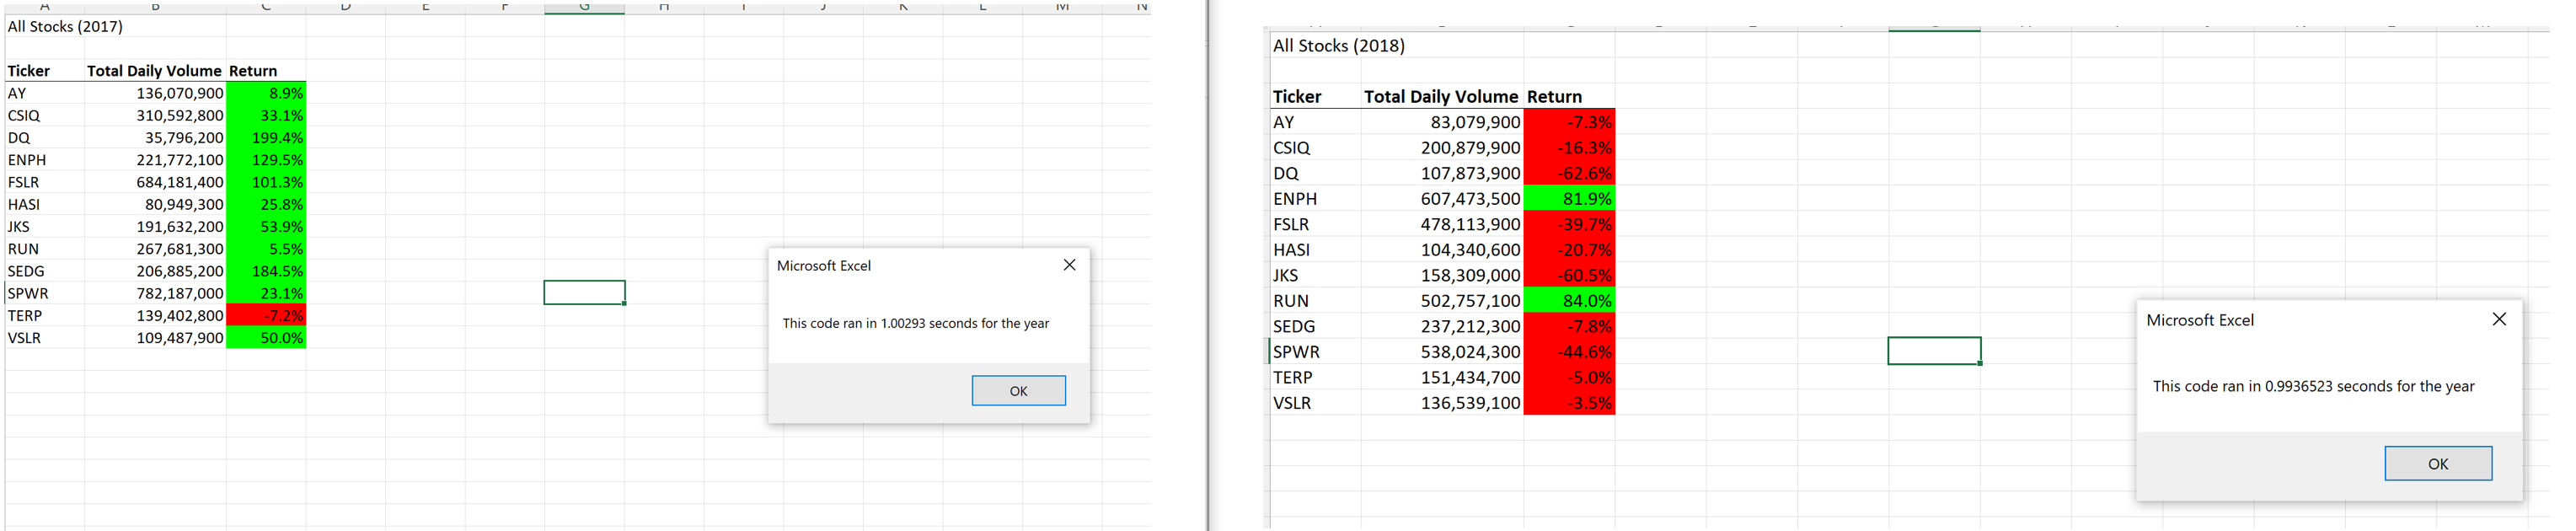 A B C D E F G H I J K L M N
All Stocks (2017)
Ticker Total Daily Volume Return
AY 136,070,900 8.9%
CSIQ 310,592,800 33.1%
DQ 35,796,200 199.4%
ENPH 221,772,100 129.5%
FSLR 684,181,400 101.3%
HASI 80,949,300 25.8%
JKS 191,632,200 53.9%
RUN 267,681,300 5.5%
SEDG 206,885,200 184.5%
SPWR 782,187,000 23.1%
TERP 139,402,800 -7.2%
VSLR 109,487,900 50.0%
Microsoft Excel
This code ran in 1.00293 seconds for the year
OK
All Stocks (2018)
Ticker Total Daily Volume Return
AY 83,079,900 -7.3%
CSIQ 200,879,900 -16.3%
DQ 107,873,900 -62.6%
ENPH 607,473,500 81.9%
FSLR 478,113,900 -39.7%
HASI 104,340,600 -20.7%
JKS 158,309,000 -60.5%
RUN 502,757,100 84.0%
SEDG 237,212,300 -7.8%
SPWR 538,024,300 -44.6%
TERP 151,434,700 -5.0%
VSLR 136,539,100 -3.5%
Microsoft Excel
This code ran in 0.9936523 seconds for the year
OK